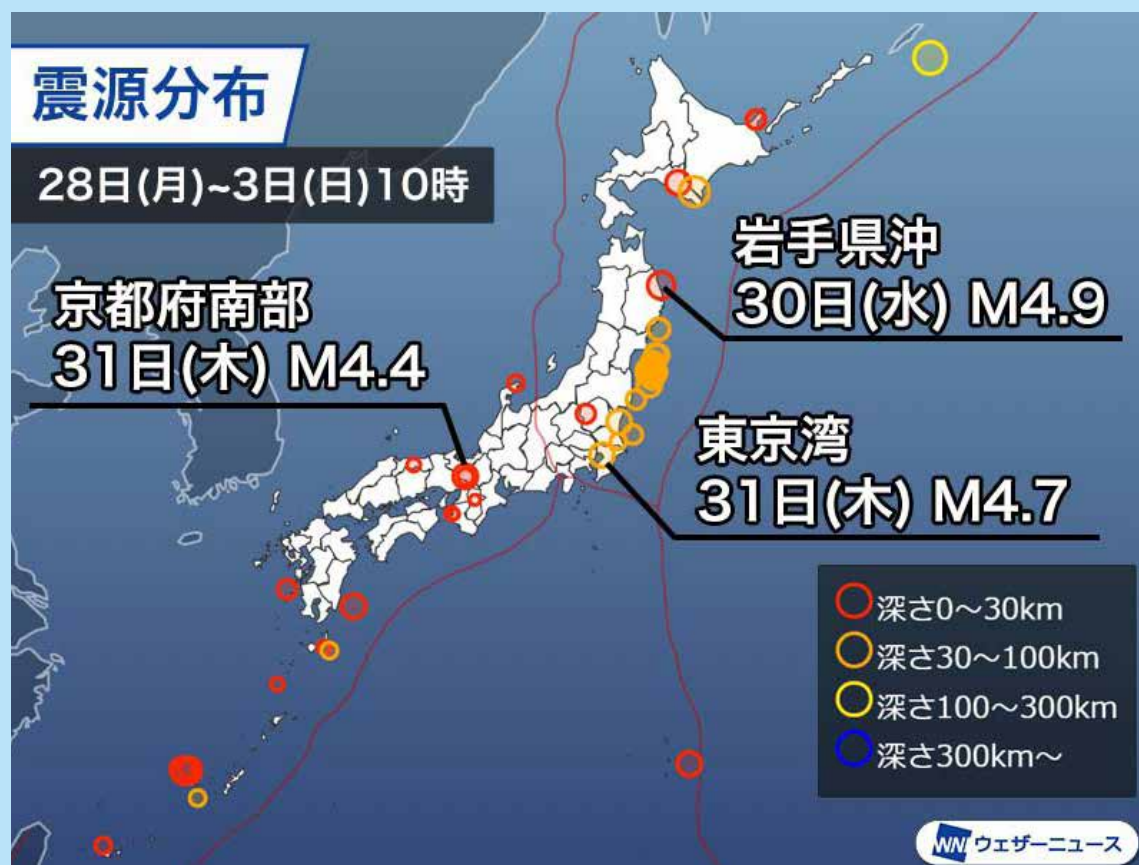 震源分布
28日(月)~3日(日)10時
岩手県沖
30日(水) M4.9
京都府南部
31日(木) M4.4
東京湾
31日(木) M4.7
深さ0〜30km
深さ30〜100km
深さ100〜300km
深さ300km〜
WNI ウェザーニュース